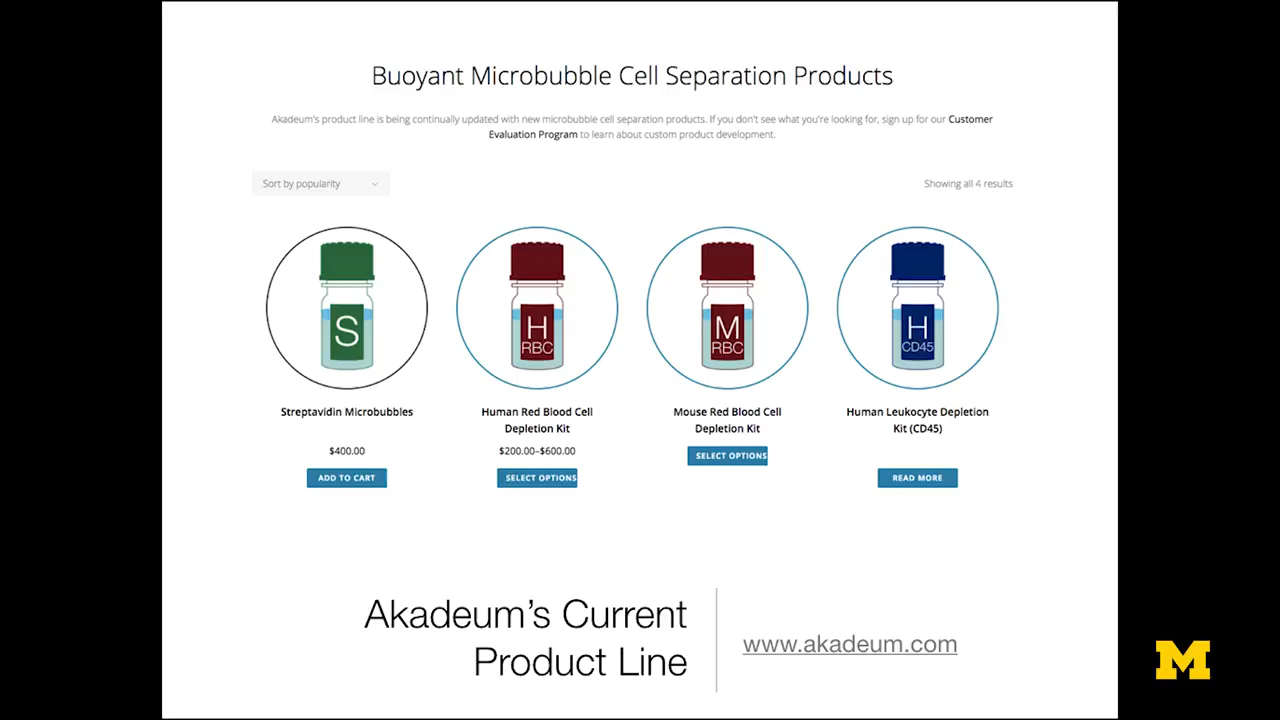 Buoyant Microbubble Cell Separation Products
Akadeum's product line is being continually updated with new microbubble cell separation products. If you don't see what you're looking for, sign up for our Customer
Evaluation Program to learn about custom product development.
Sort by popularity
Showing all 4 results
S
H
RBC
M
RBC
H
CD45
Streptavidin Microbubbles
$400.00
ADD TO CART
Human Red Blood Cell
Depletion Kit
$200.00–$600.00
SELECT OPTIONS
Mouse Red Blood Cell
Depletion Kit
SELECT OPTIONS
Human Leukocyte Depletion
Kit (CD45)
READ MORE
Akadeum's Current
Product Line
www.akadeum.com
M